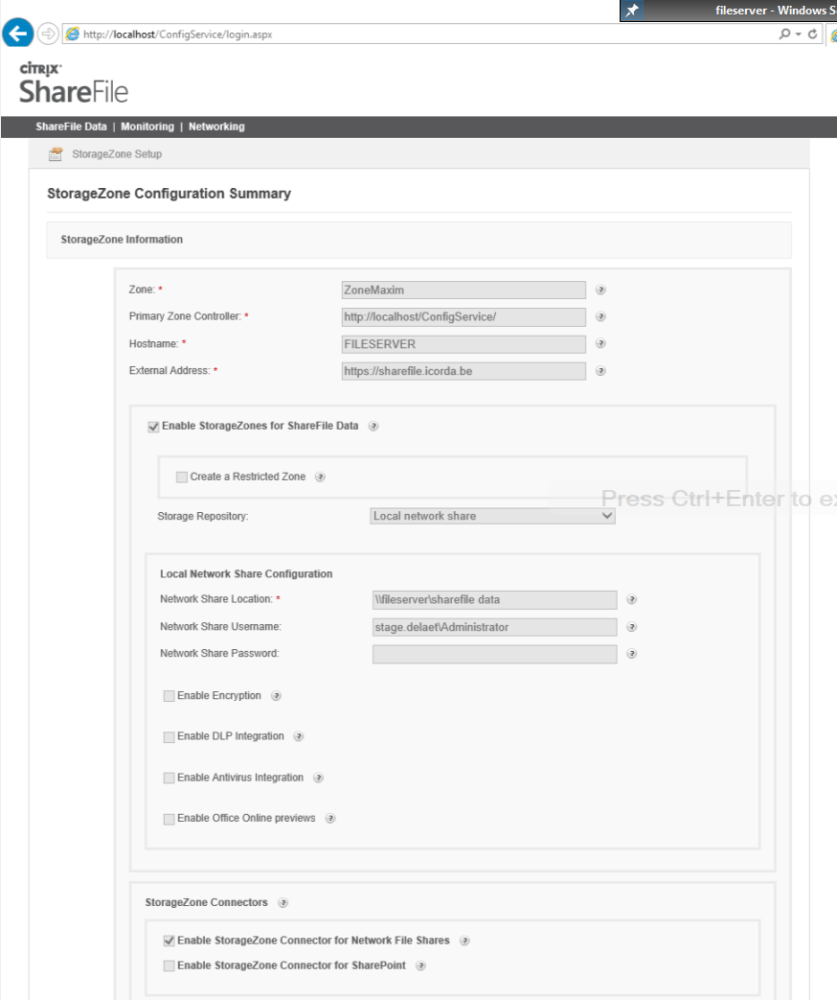 fileserver - Windows S
http://localhost/ConfigService/login.aspx
CİTRIX
ShareFile
ShareFile Data | Monitoring | Networking
StorageZone Setup
StorageZone Configuration Summary
StorageZone Information
Zone: * ZoneMaxim
Primary Zone Controller: * http://localhost/ConfigService/
Hostname: * FILESERVER
External Address: * https://sharefile.icorda.be
Enable StorageZones for ShareFile Data
Create a Restricted Zone
Press Ctrl+Enter to ex
Storage Repository: Local network share
Local Network Share Configuration
Network Share Location: * \\fileserver\sharefile data
Network Share Username: stage.delaet\Administrator
Network Share Password:
Enable Encryption
Enable DLP Integration
Enable Antivirus Integration
Enable Office Online previews
StorageZone Connectors
Enable StorageZone Connector for Network File Shares
Enable StorageZone Connector for SharePoint